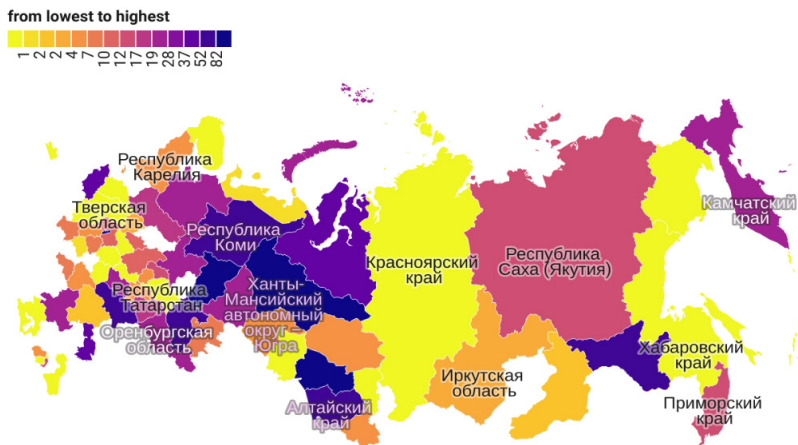 from lowest to highest
1 2 2 4 7 10 12 17 19 28 37 52 82
Республика
Карелия
Тверская
область
Республика
Коми
Камчатский
край
Красноярский
край
Республика
Саха (Якутия)
Ханты-
Мансийский
автономный
округ —
Югра
Республика
Татарстан
Оренбургская
область
Хабаровский
край
Иркутская
область
Алтайский
край
Приморский
край